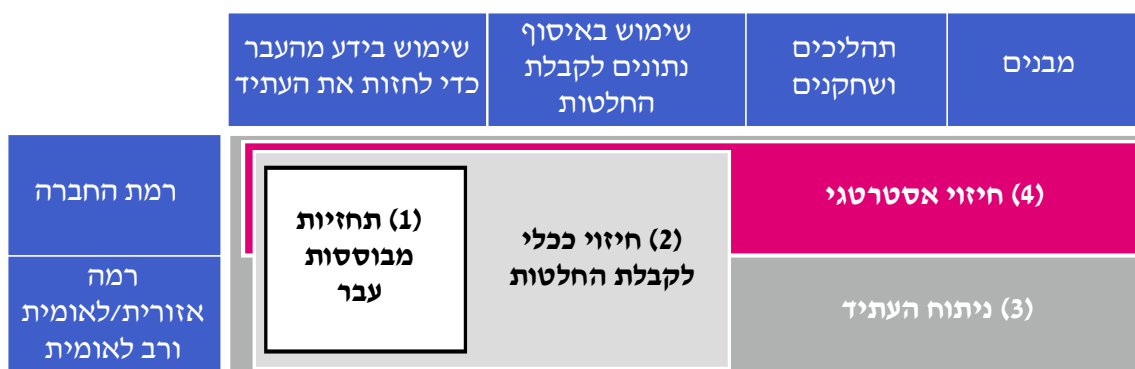 מבנים
תהליכים
ושחקנים
שימוש באיסוף
נתונים לקבלת
החלטות
שימוש בידע מהעבר
כדי לחזות את העתיד
רמת החברה
(4) חיזוי אסטרטגי
(1) תחזיות
מבוססות
עבר
(2) חיזוי ככלי
לקבלת החלטות
רמה
אזורית/לאומית
ורב לאומית
(3) ניתוח העתיד